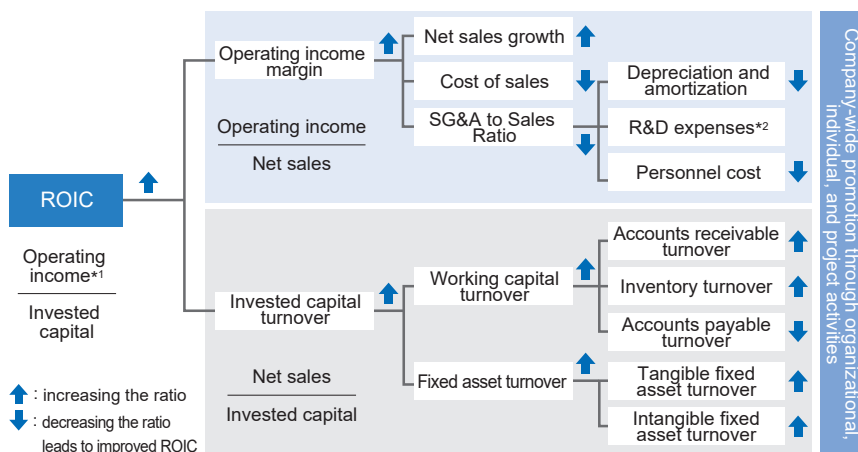 ROIC
Operating
income*1
Invested
capital
: increasing the ratio
: decreasing the ratio
leads to improved ROIC
Operating income
margin
Operating income
Net sales
Net sales growth
Cost of sales
SG&A to Sales
Ratio
Depreciation and
amortization
R&D expenses*2
Personnel cost
Invested capital
turnover
Net sales
Invested capital
Working capital
turnover
Fixed asset turnover
Accounts receivable
turnover
Inventory turnover
Accounts payable
turnover
Tangible fixed
asset turnover
Intangible fixed
asset turnover
Company-wide promotion through organizational,
individual, and project activities